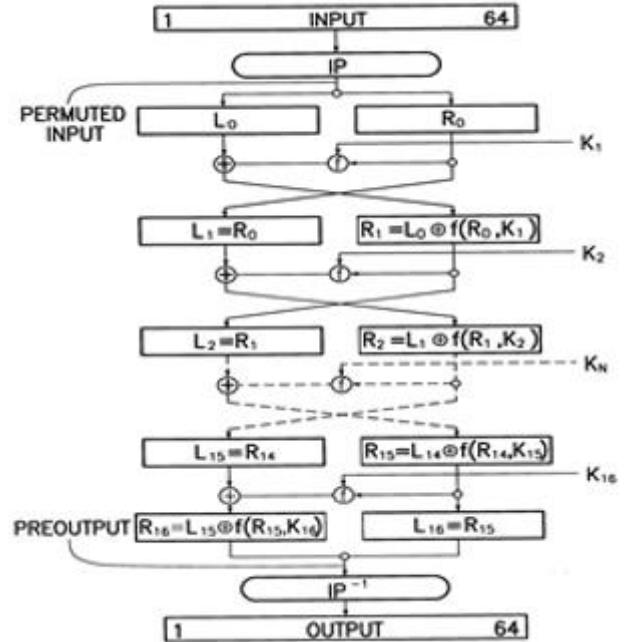 1 INPUT 64
IP
PERMUTED
INPUT
L₀ R₀
K₁
+ f
L₁=R₀ R₁=L₀⊕f(R₀,K₁)
K₂
+ f
L₂=R₁ R₂=L₁⊕f(R₁,K₂)
K_N
+ f
L₁₅=R₁₄ R₁₅=L₁₄⊕f(R₁₄,K₁₅)
K₁₆
+ f
PREOUTPUT R₁₆=L₁₅⊕f(R₁₅,K₁₆) L₁₆=R₁₅
IP⁻¹
1 OUTPUT 64